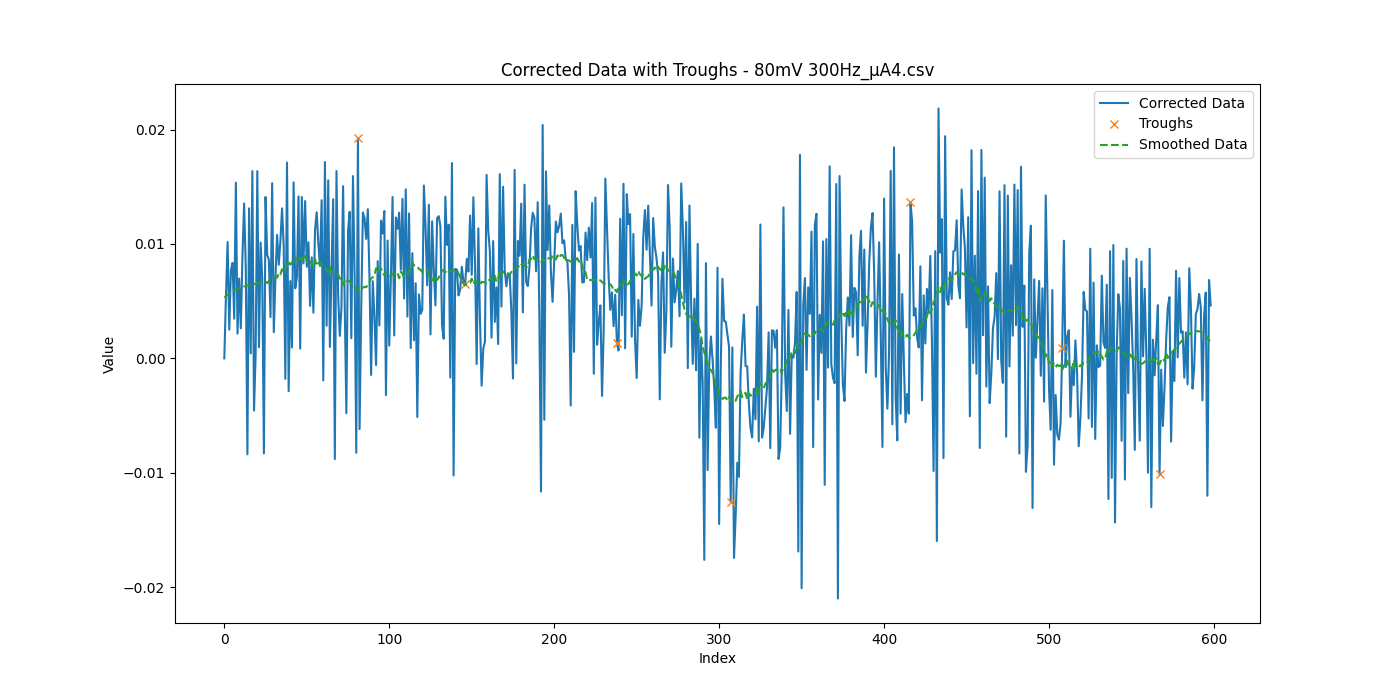 Corrected Data with Troughs - 80mV 300Hz_µA4.csv
Corrected Data
Troughs
Smoothed Data
Value
0.02
0.01
0.00
−0.01
−0.02
0 100 200 300 400 500 600
Index